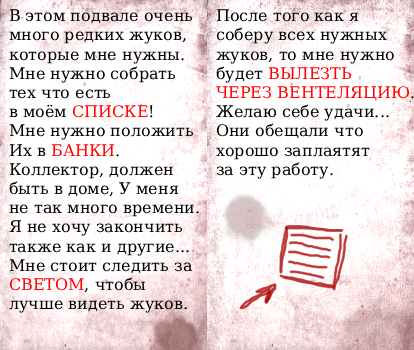 В этом подвале очень
много редких жуков,
которые мне нужны.
Мне нужно собрать
тех что есть
в моём СПИСКЕ!
Мне нужно положить
Их в БАНКИ.
Коллектор, должен
быть в доме, У меня
не так много времени.
Я не хочу закончить
также как и другие...
Мне стоит следить за
СВЕТОМ, чтобы
лучше видеть жуков.
После того как я
соберу всех нужных
жуков, то мне нужно
будет ВЫЛЕЗТЬ
ЧЕРЕЗ ВЕНТЕЛЯЦИЮ.
Желаю себе удачи...
Они обещали что
хорошо заплаятят
за эту работу.